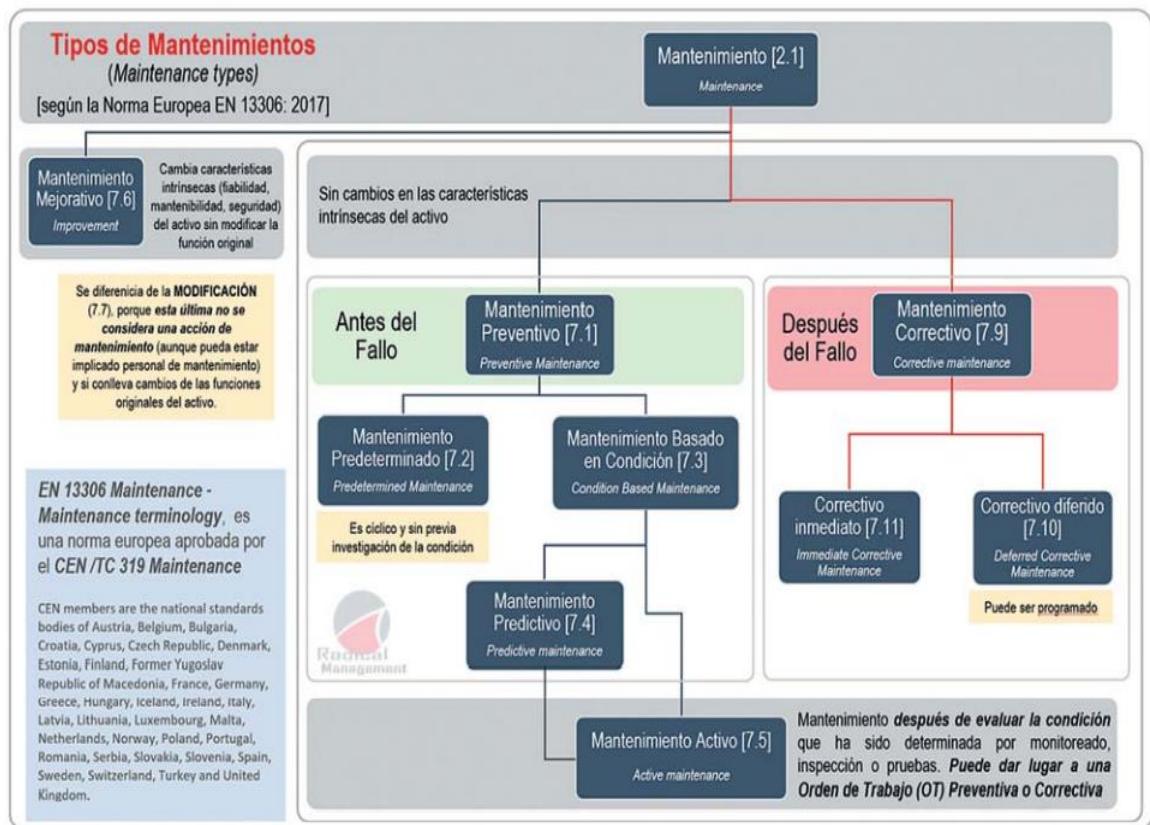 Tipos de Mantenimientos
(Maintenance types)
[según la Norma Europea EN 13306: 2017]
Mantenimiento [2.1]
Maintenance
Mantenimiento
Mejorativo [7.6]
Improvement
Cambia características
intrínsecas (fiabilidad,
mantenibilidad, seguridad)
del activo sin modificar la
función original
Sin cambios en las características
intrínsecas del activo
Se diferencia de la MODIFICACIÓN
(7.7), porque esta última no se
considera una acción de
mantenimiento (aunque pueda estar
implicado personal de mantenimiento)
y si conlleva cambios de las funciones
originales del activo.
Antes del
Fallo
Mantenimiento
Preventivo [7.1]
Preventive Maintenance
Después
del Fallo
Mantenimiento
Correctivo [7.9]
Corrective maintenance
Mantenimiento
Predeterminado [7.2]
Predetermined Maintenance
Es cíclico y sin previa
investigación de la condición
Mantenimiento Basado
en Condición [7.3]
Condition Based Maintenance
Correctivo
inmediato [7.11]
Immediate Corrective
Maintenance
Correctivo diferido
[7.10]
Deferred Corrective
Maintenance
Puede ser programado
EN 13306 Maintenance -
Maintenance terminology, es
una norma europea aprobada por
el CEN /TC 319 Maintenance
CEN members are the national standards
bodies of Austria, Belgium, Bulgaria,
Croatia, Cyprus, Czech Republic, Denmark,
Estonia, Finland, Former Yugoslav
Republic of Macedonia, France, Germany,
Greece, Hungary, Iceland, Ireland, Italy,
Latvia, Lithuania, Luxembourg, Malta,
Netherlands, Norway, Poland, Portugal,
Romania, Serbia, Slovakia, Slovenia, Spain,
Sweden, Switzerland, Turkey and United
Kingdom.
Mantenimiento
Predictivo [7.4]
Predictive maintenance
Radical
Management
Mantenimiento Activo [7.5]
Active maintenance
Mantenimiento después de evaluar la condición
que ha sido determinada por monitoreado,
inspección o pruebas. Puede dar lugar a una
Orden de Trabajo (OT) Preventiva o Correctiva